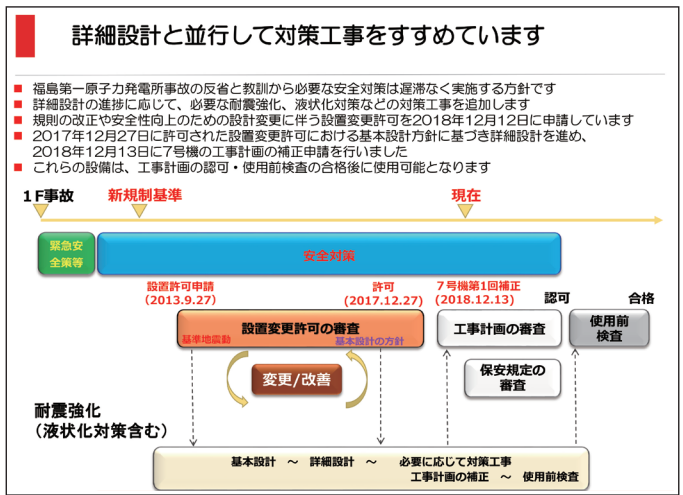 詳細設計と並行して対策工事をすすめています
福島第一原子力発電所事故の反省と教訓から必要な安全対策は遅滞なく実施する方針です
詳細設計の進捗に応じて、必要な耐震強化、液状化対策などの対策工事を追加します
規則の改正や安全性向上のための設計変更に伴う設置変更許可を2018年12月12日に申請しています
2017年12月27日に許可された設置変更許可における基本設計方針に基づき詳細設計を進め、
2018年12月13日に7号機の工事計画の補正申請を行いました
これらの設備は、工事計画の認可・使用前検査の合格後に使用可能となります
1F事故
新規制基準
現在
緊急安
全策等
安全対策
設置許可申請
(2013.9.27)
許可
(2017.12.27)
7号機第1回補正
(2018.12.13)
認可
合格
設置変更許可の審査
基準地震動
基本設計の方針
工事計画の審査
使用前
検査
変更/改善
保安規定の
審査
耐震強化
(液状化対策含む)
基本設計 ～ 詳細設計 ～ 必要に応じて対策工事
工事計画の補正 ～ 使用前検査